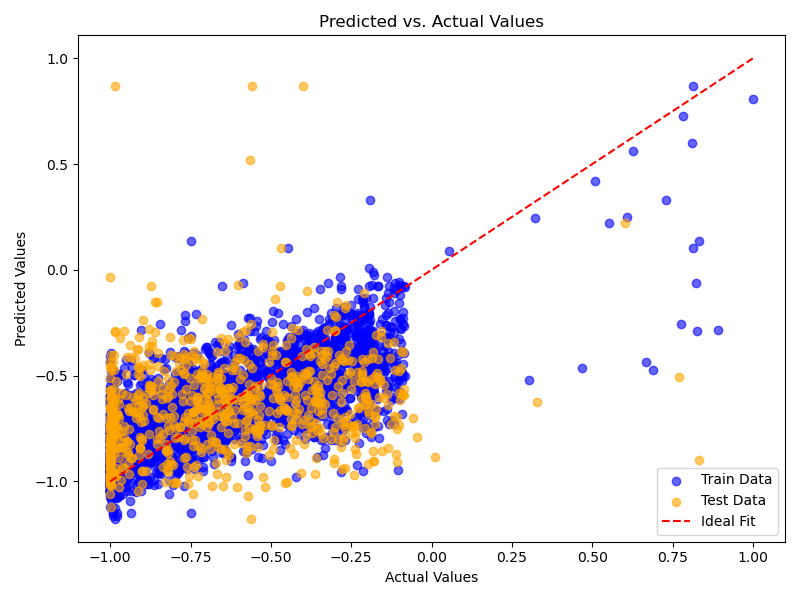 Predicted vs. Actual Values
1.0
0.5
0.0
−0.5
−1.0
Predicted Values
−1.00 −0.75 −0.50 −0.25 0.00 0.25 0.50 0.75 1.00
Actual Values
Train Data
Test Data
Ideal Fit